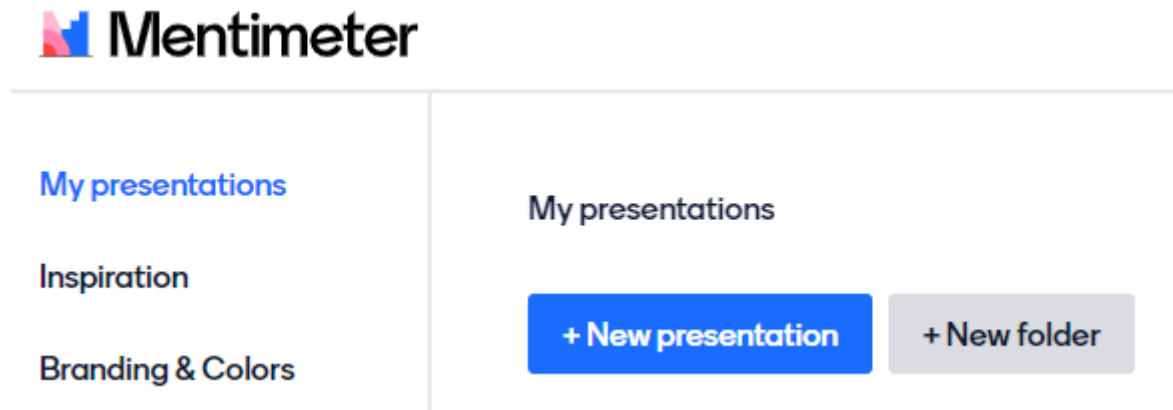 Mentimeter
My presentations
Inspiration
Branding & Colors
My presentations
+ New presentation
+ New folder